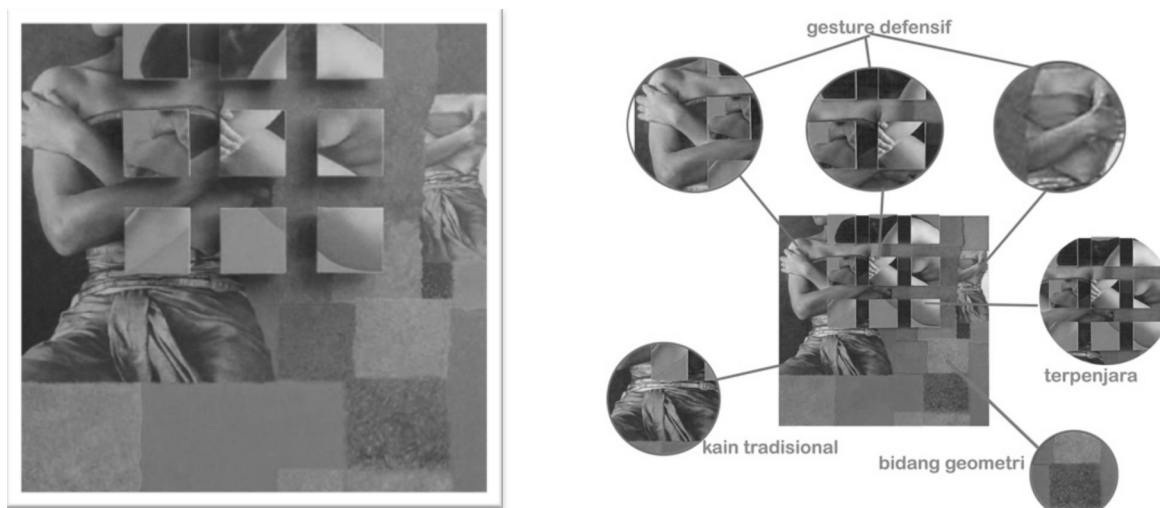 gesture defensif
terpenjara
kain tradisional
bidang geometri